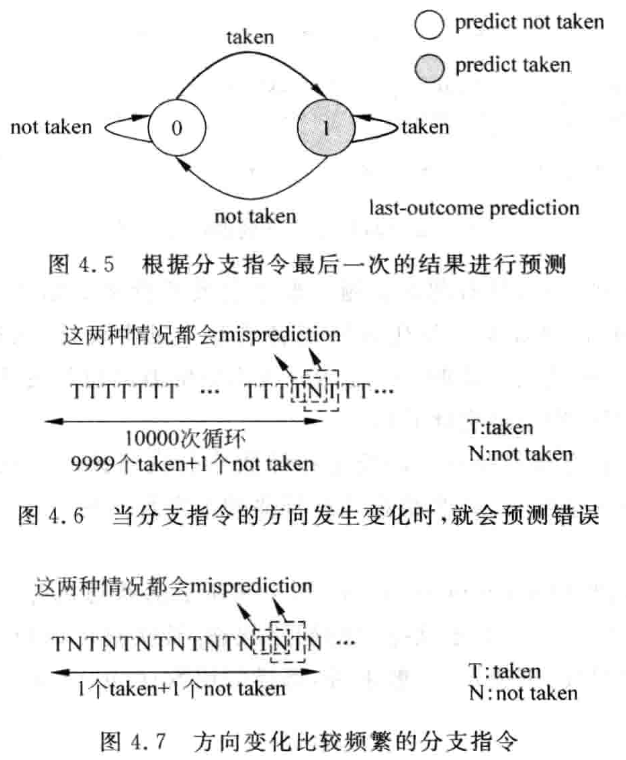 predict not taken
predict taken
taken
not taken
0
1
taken
not taken
last-outcome prediction
图 4.5 根据分支指令最后一次的结果进行预测
这两种情况都会misprediction
TTTTTTT ··· TTTTNTTT···
10000次循环
9999个taken+1个not taken
T:taken
N:not taken
图 4.6 当分支指令的方向发生变化时,就会预测错误
这两种情况都会misprediction
TNTNTNTNTNTNTNTN ···
1个taken+1个not taken
T:taken
N:not taken
图 4.7 方向变化比较频繁的分支指令